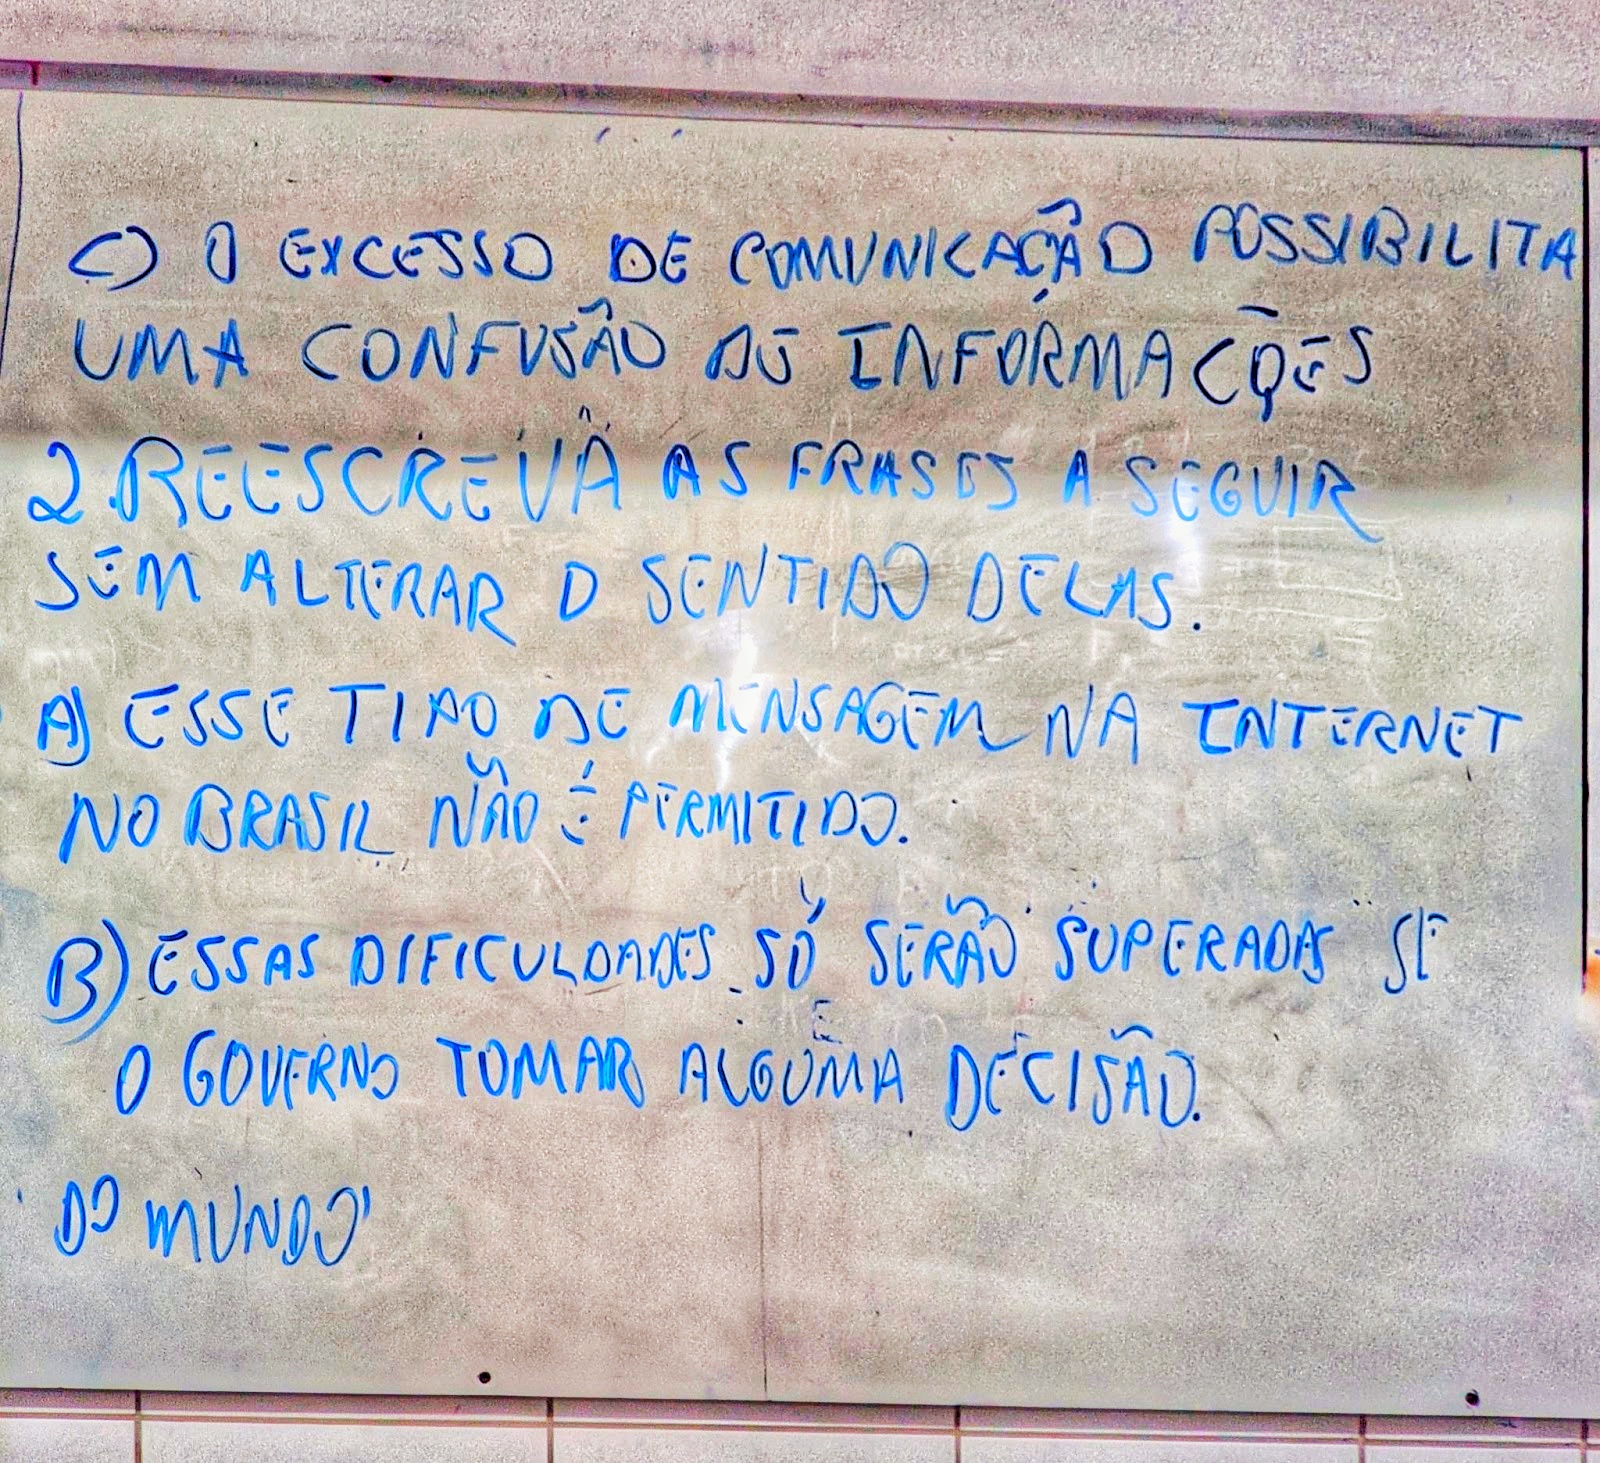 C) O EXCESSO DE COMUNICAÇÃO POSSIBILITA
UMA CONFUSÃO DE INFORMAÇÕES
2. REESCREVA AS FRASES A SEGUIR
SEM ALTERAR O SENTIDO DELAS.
A) ESSE TIPO DE MENSAGEM NA INTERNET
NO BRASIL NÃO É PERMITIDO.
B) ESSAS DIFICULDADES SÓ SERÃO SUPERADAS SE
O GOVERNO TOMAR ALGUMA DECISÃO.
DO MUNDO